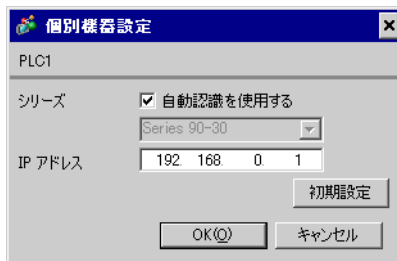 個別機器設定
PLC1
シリーズ
自動認識を使用する
Series 90-30
IP アドレス
192. 168. 0. 1
初期設定
OK(O)
キャンセル